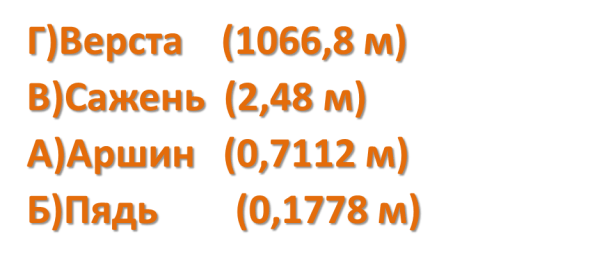 Г)Верста (1066,8 м)
В)Сажень (2,48 м)
А)Аршин (0,7112 м)
Б)Пядь (0,1778 м)